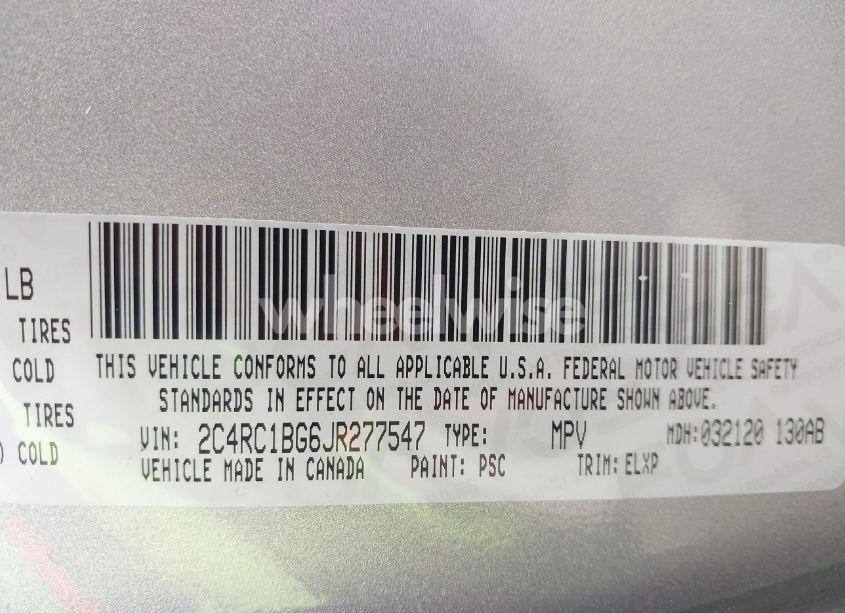 LB
TIRES
COLD
TIRES
) COLD
wheelwise
THIS VEHICLE CONFORMS TO ALL APPLICABLE U.S.A. FEDERAL MOTOR VEHICLE SAFETY
STANDARDS IN EFFECT ON THE DATE OF MANUFACTURE SHOWN ABOVE.
VIN: 2C4RC1BG6JR277547 TYPE: MPV MDH:032120 130AB
VEHICLE MADE IN CANADA PAINT: PSC TRIM: ELXP